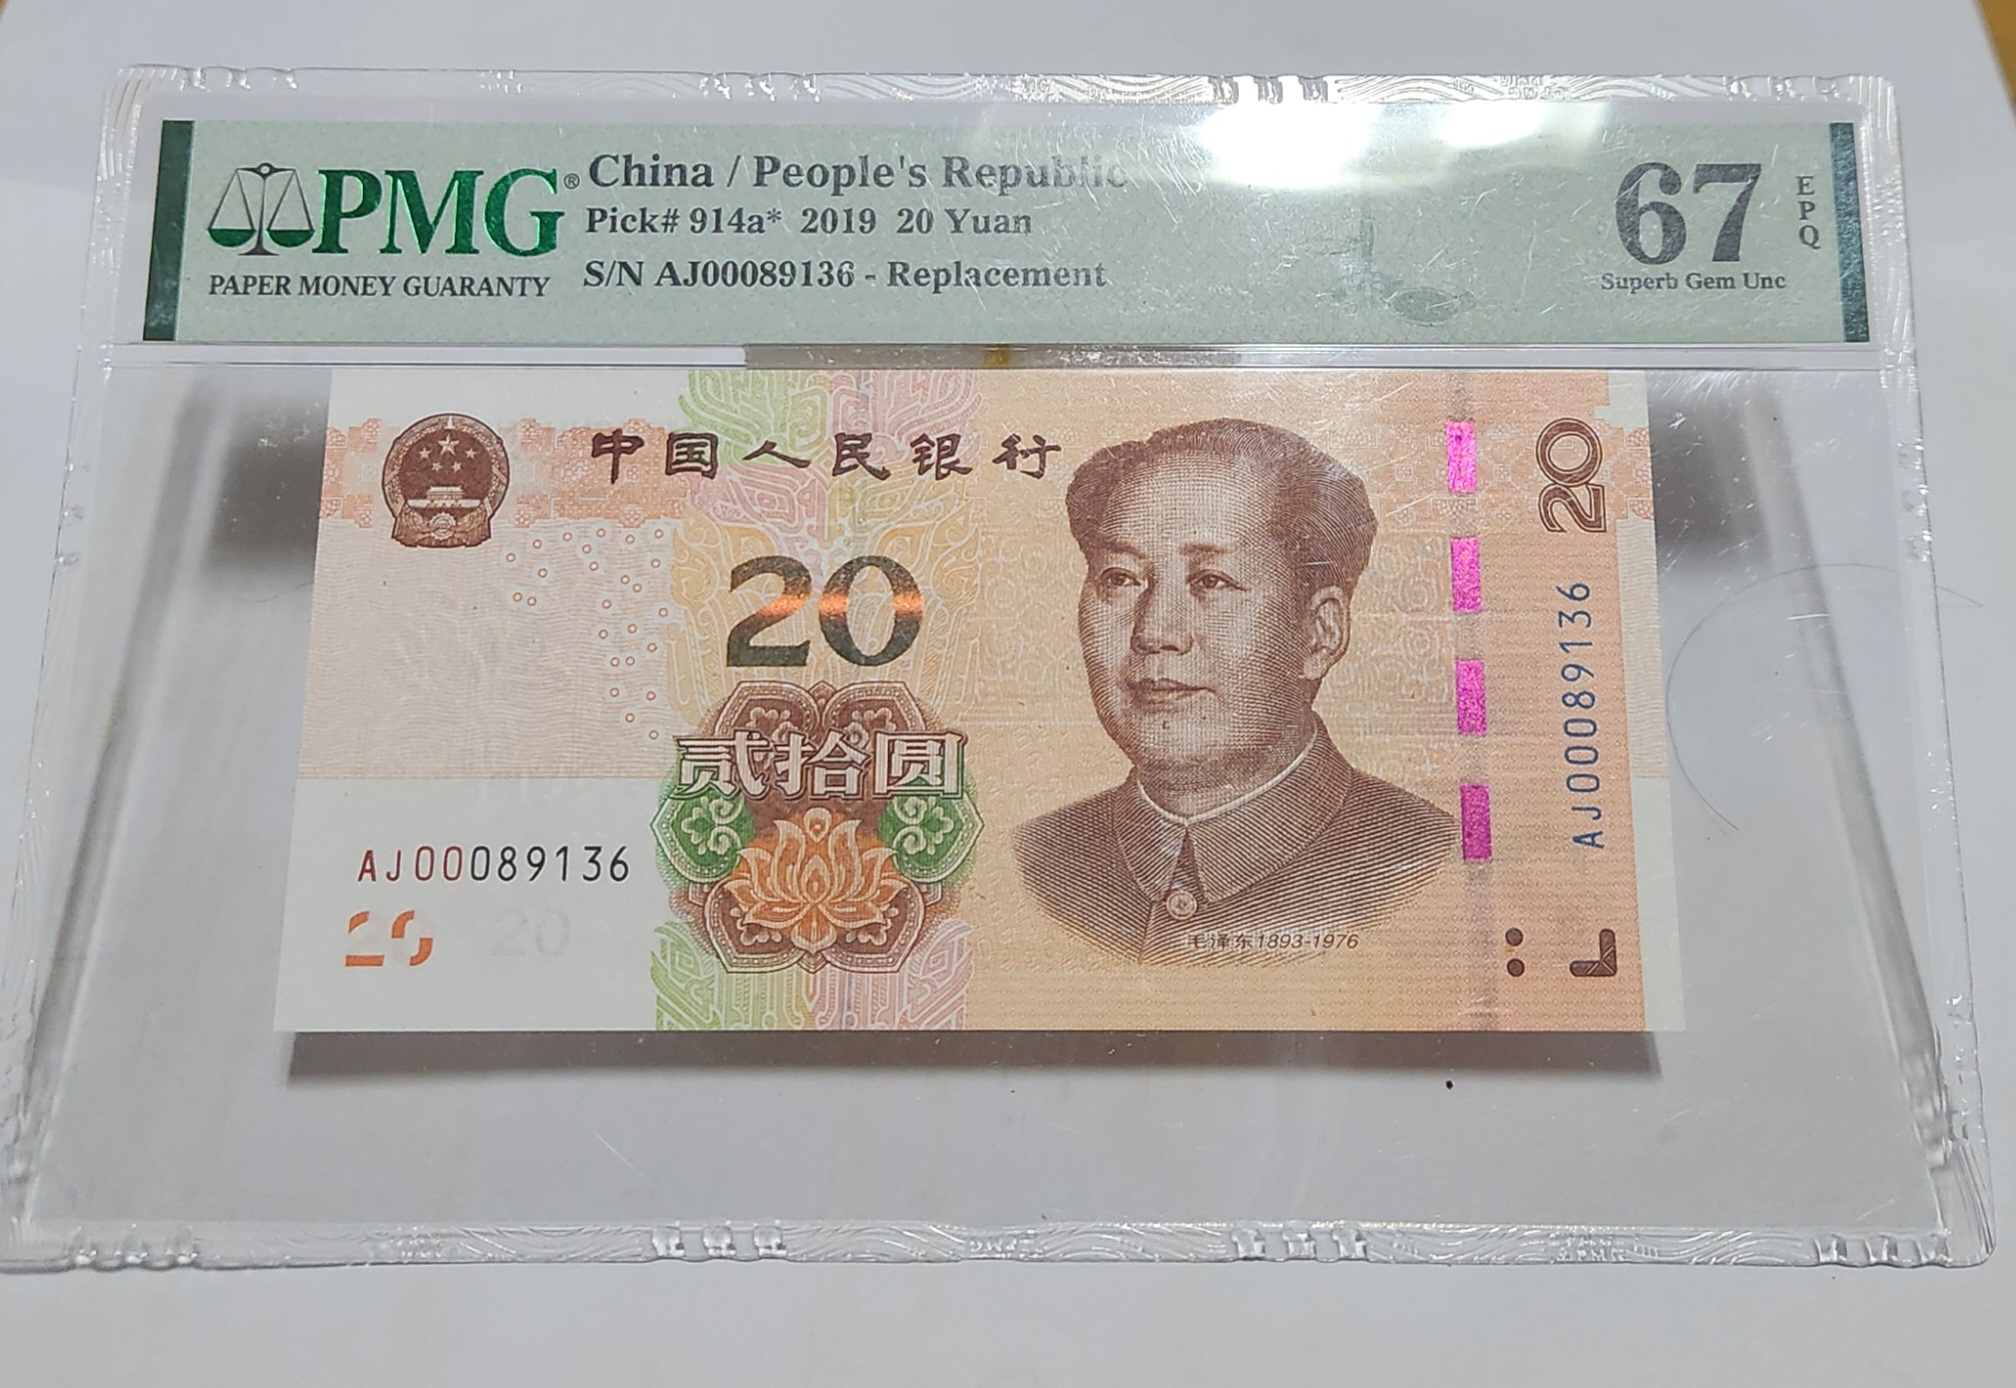 PMG®
PAPER MONEY GUARANTY
China / People's Republic
Pick# 914a* 2019 20 Yuan
S/N AJ00089136 - Replacement
67
EPQ
Superb Gem Unc
中国人民银行
20
20
贰拾圆
AJ00089136
AJ00089136
20
20
毛泽东1893-1976